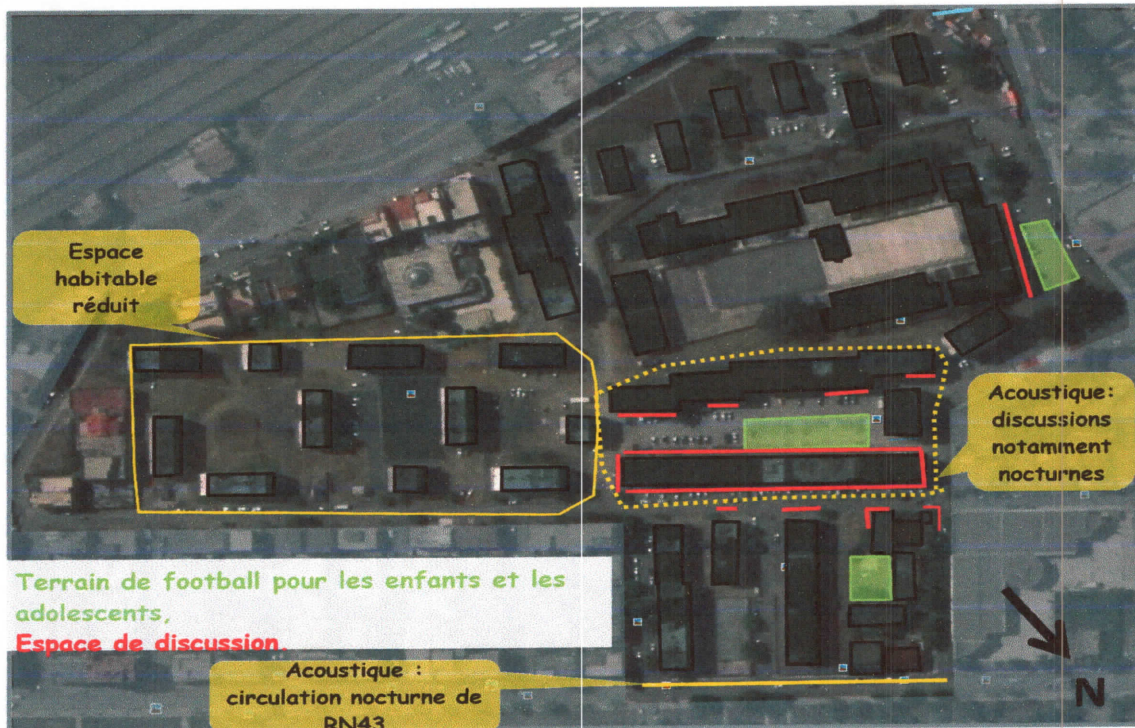 Espace
habitable
réduit
Acoustique:
discussions
notamment
nocturnes
Terrain de football pour les enfants et les
adolescents,
Espace de discussion.
Acoustique :
circulation nocturne de
RN43
N